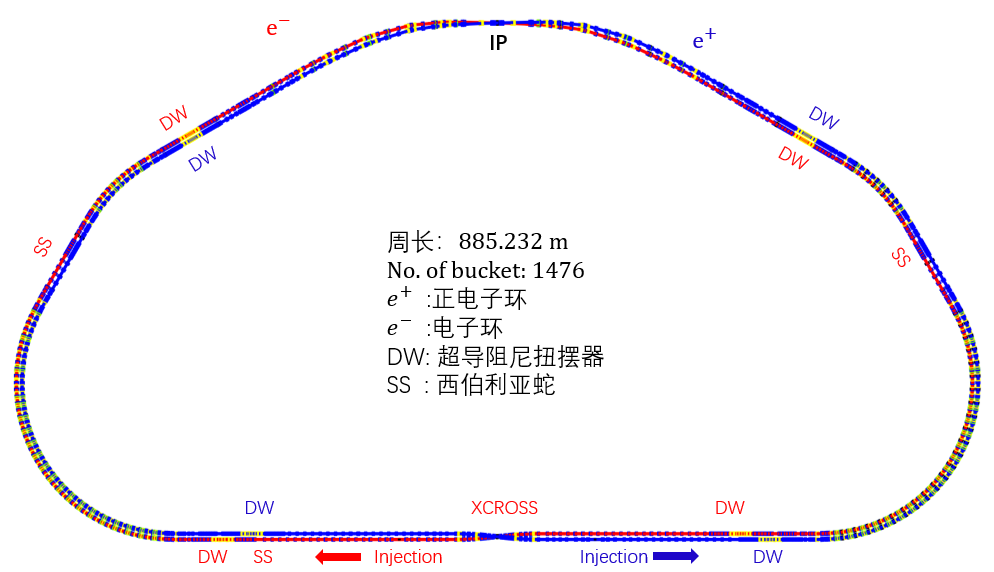 e⁻
IP
e⁺
DW
DW
DW
DW
SS
SS
周长：885.232 m
No. of bucket: 1476
e⁺ :正电子环
e⁻ :电子环
DW: 超导阻尼扭摆器
SS : 西伯利亚蛇
DW
XCROSS
DW
DW
SS
Injection
Injection
DW